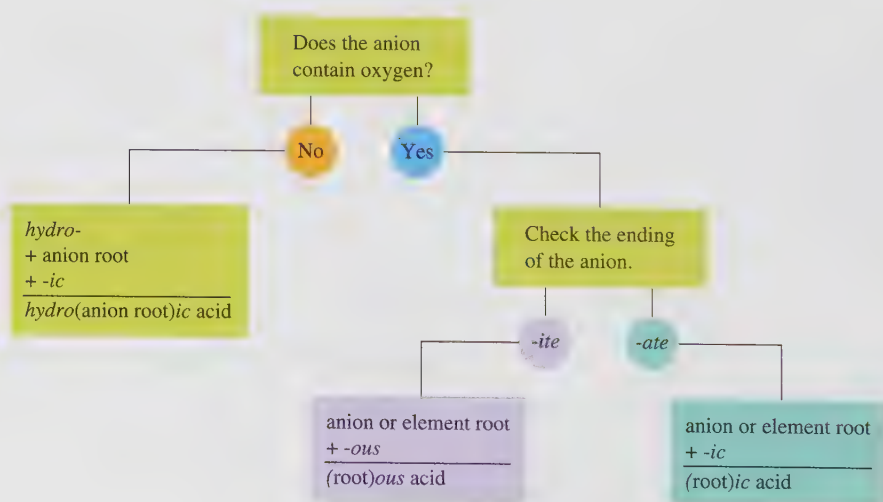 Does the anion
contain oxygen?
No
Yes
hydro-
+ anion root
+ -ic
hydro(anion root)ic acid
Check the ending
of the anion.
-ite
-ate
anion or element root
+ -ous
(root)ous acid
anion or element root
+ -ic
(root)ic acid